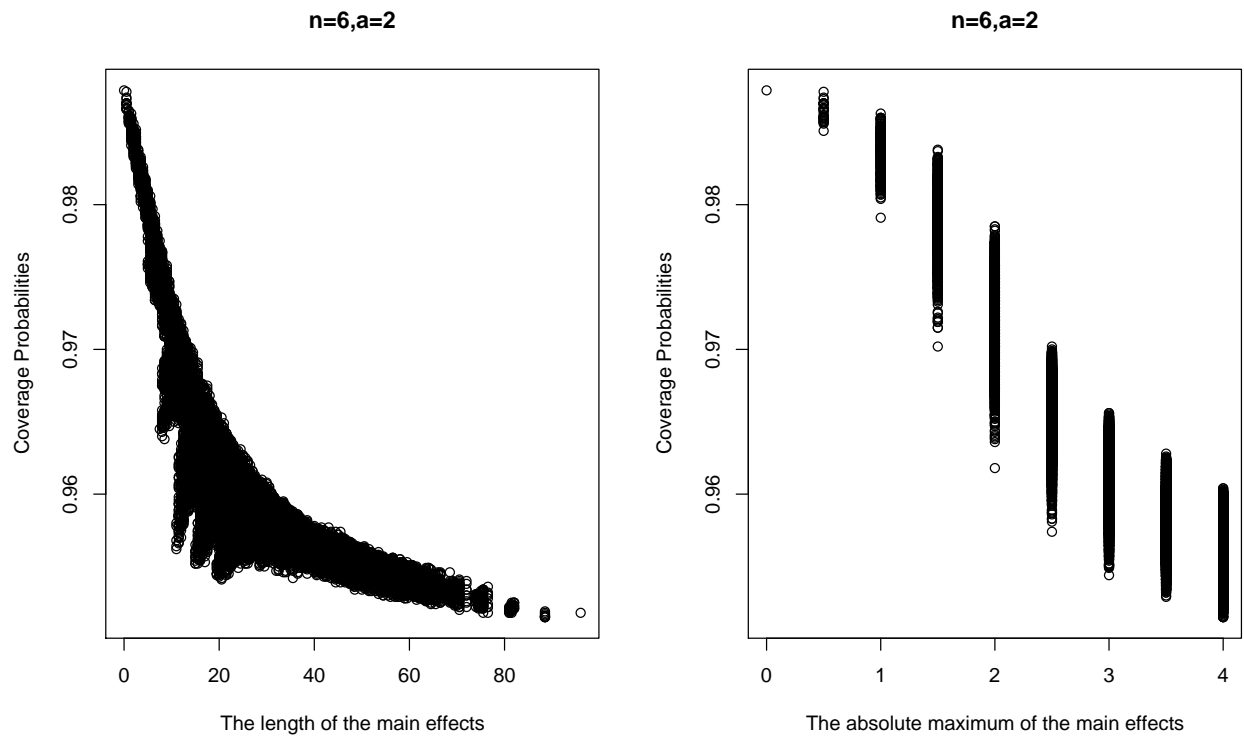 n=6,a=2
Coverage Probabilities
0.98
0.97
0.96
0 20 40 60 80
The length of the main effects
n=6,a=2
Coverage Probabilities
0.98
0.97
0.96
0 1 2 3 4
The absolute maximum of the main effects